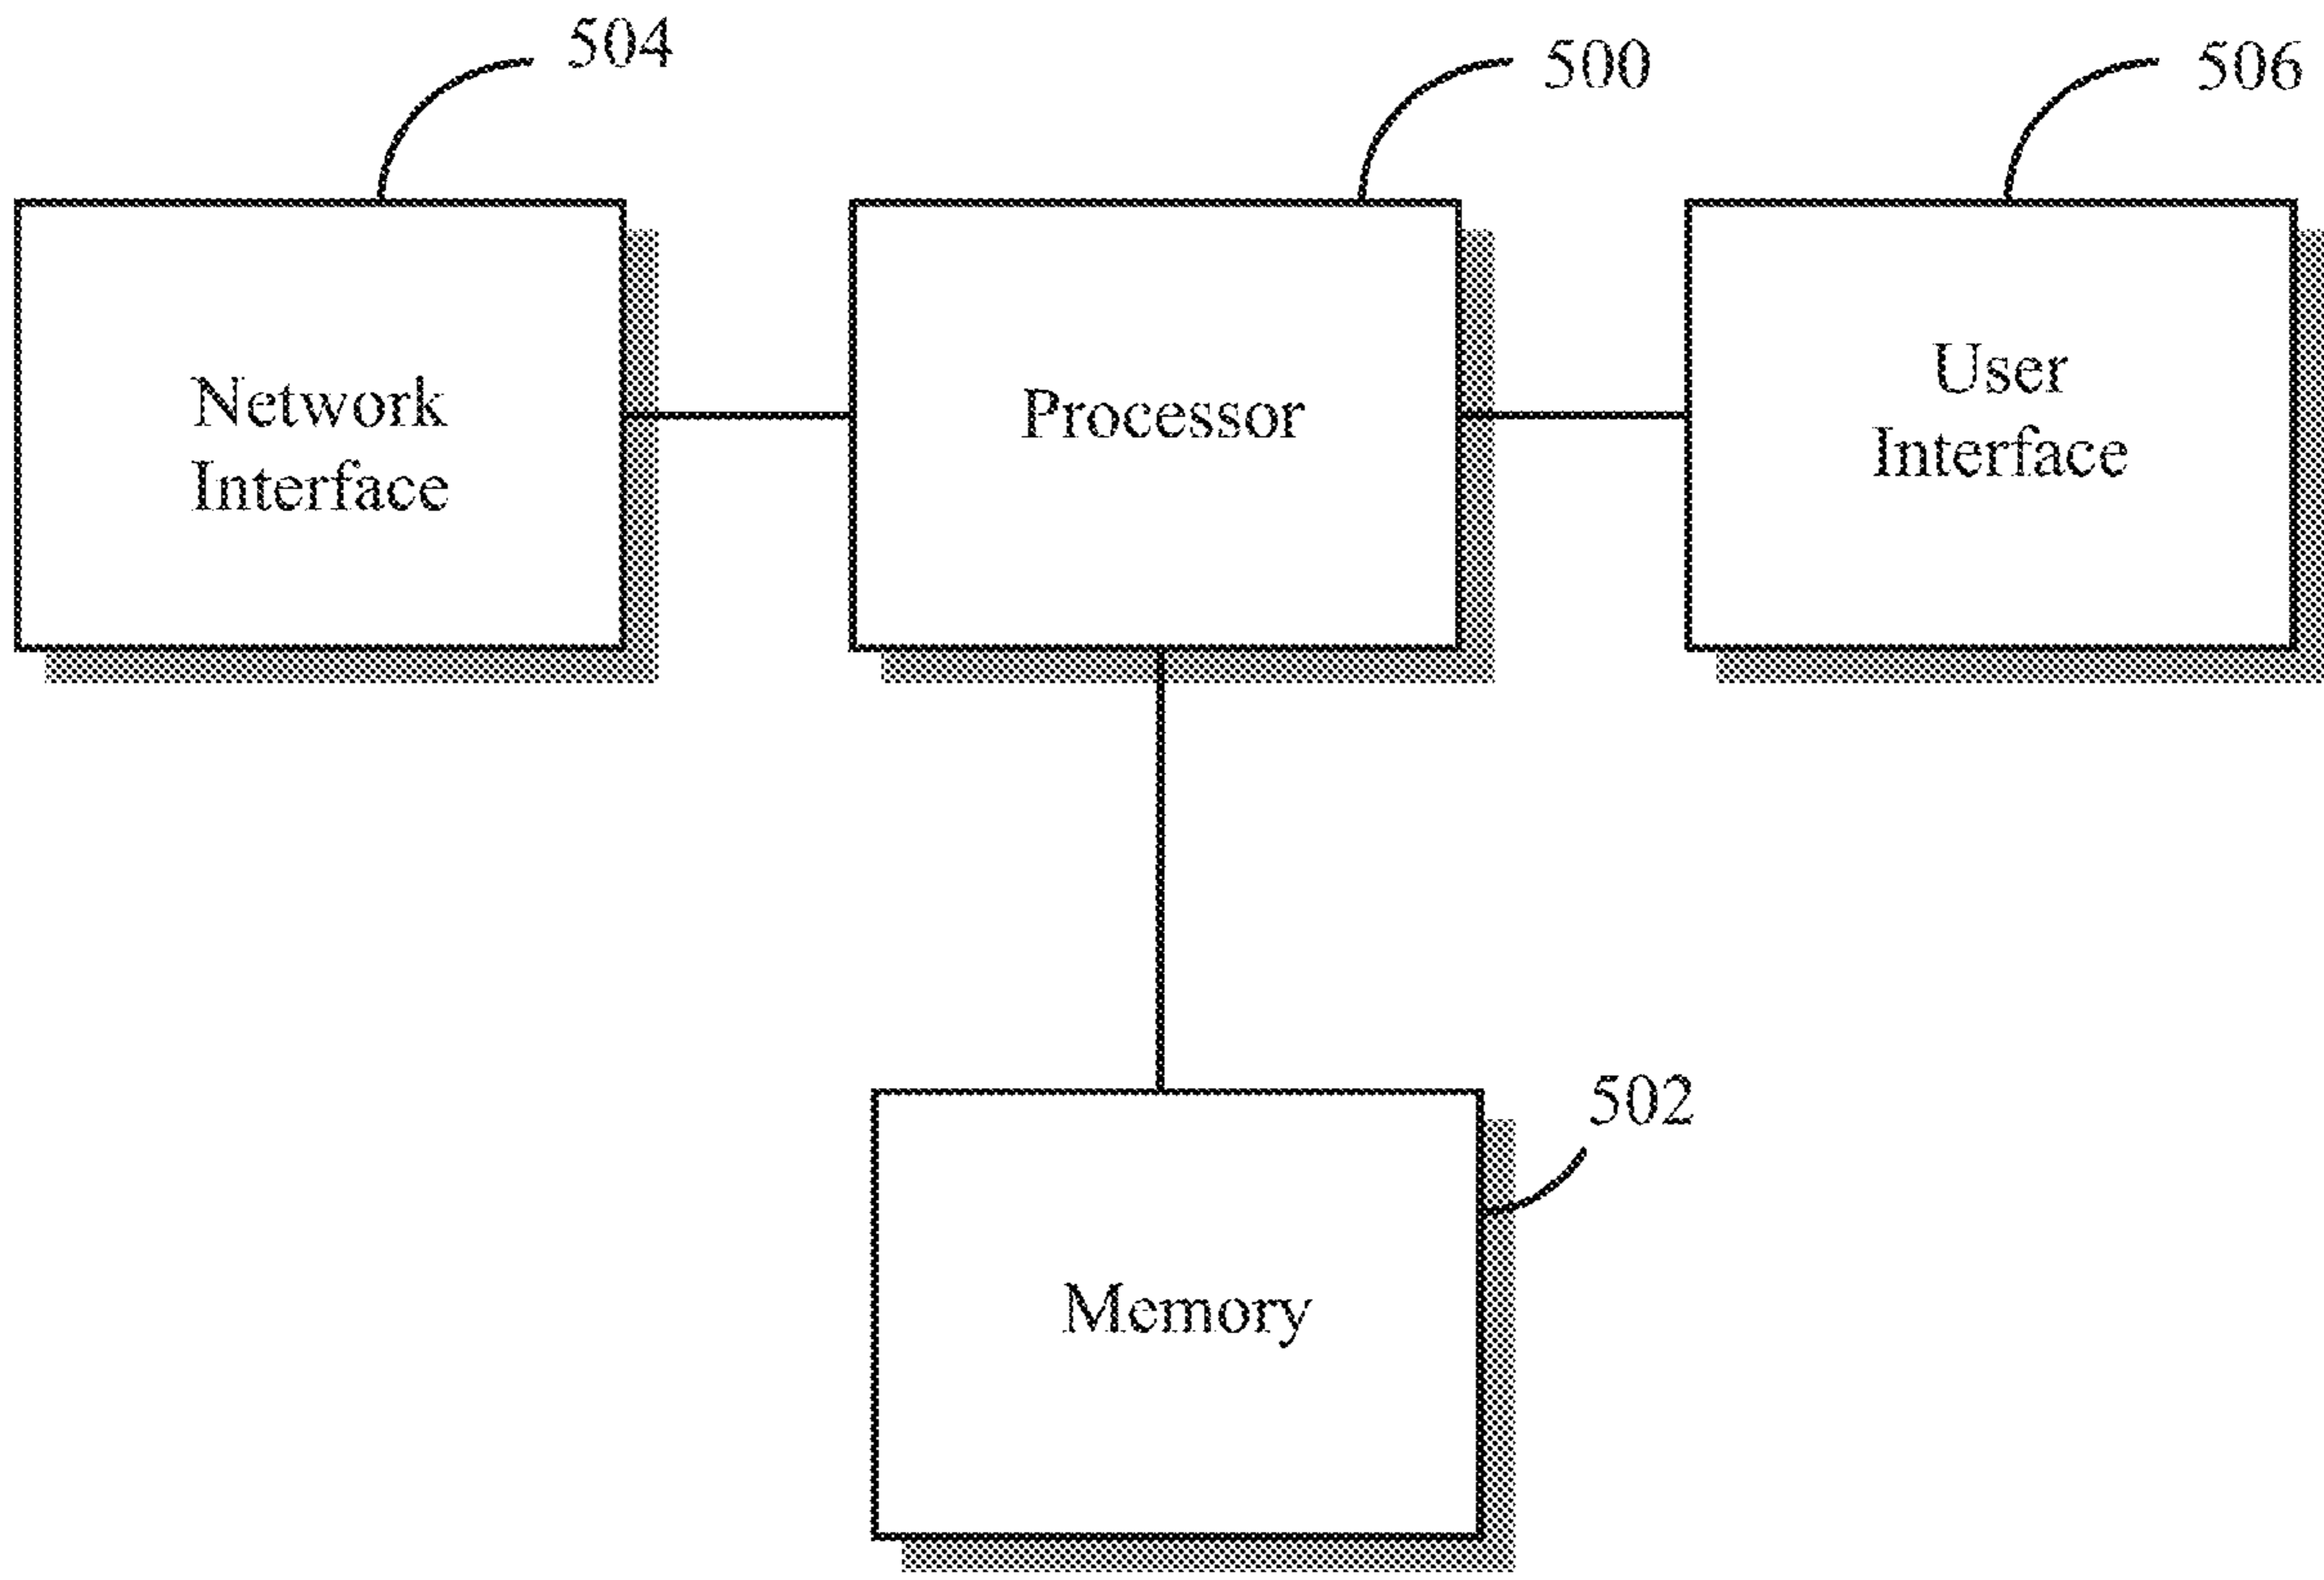 504
500
506
Network
Interface
Processor
User
Interface
502
Memory